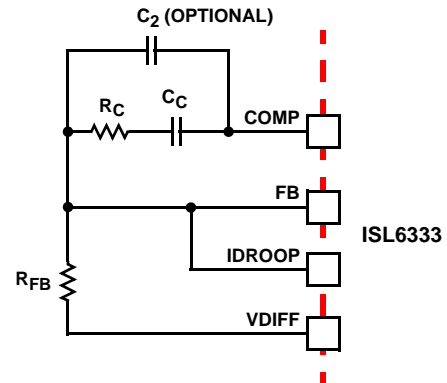 C2 (OPTIONAL)
RC
CC
COMP
FB
ISL6333
IDROOP
RFB
VDIFF